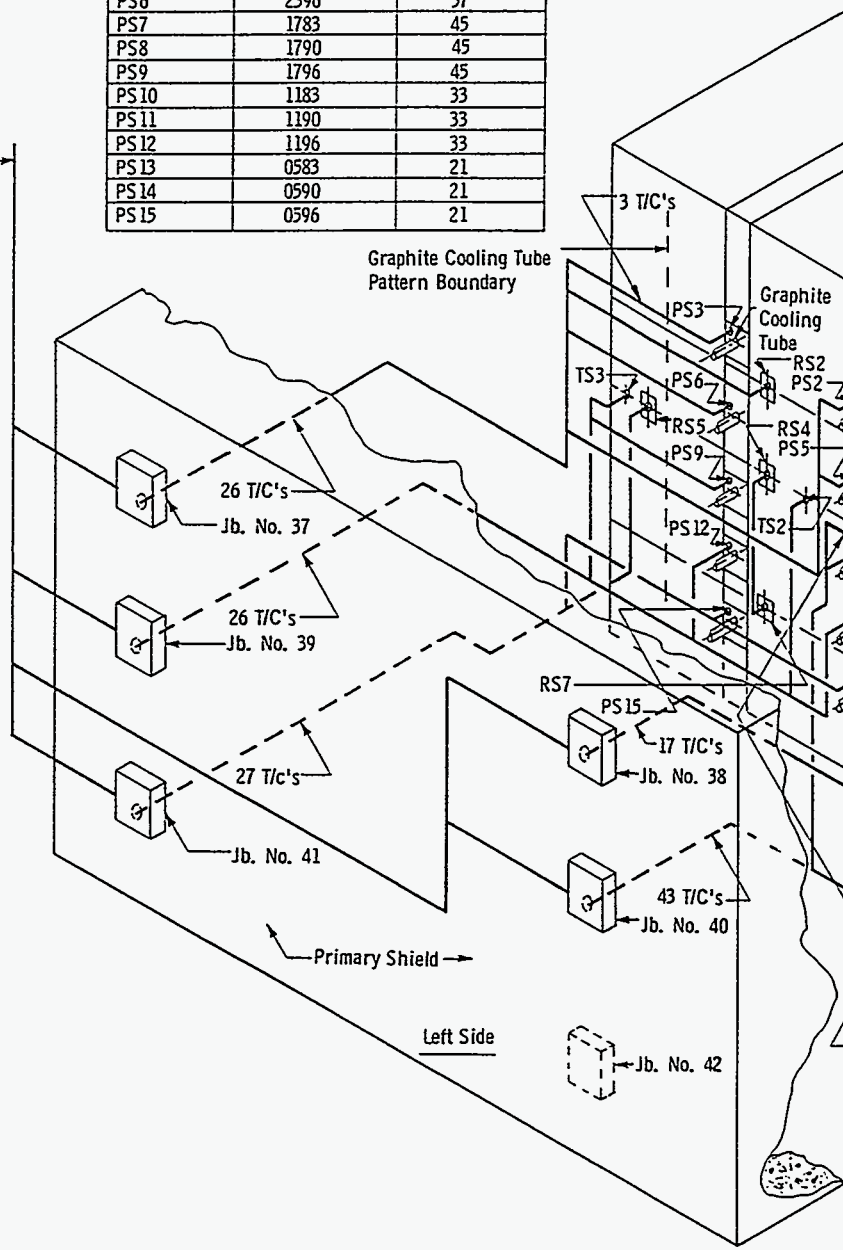 PS6 2396 57
PS7 1783 45
PS8 1790 45
PS9 1796 45
PS10 1183 33
PS11 1190 33
PS12 1196 33
PS13 0583 21
PS14 0590 21
PS15 0596 21
3 T/C's
Graphite Cooling Tube
Pattern Boundary
PS3
Graphite
Cooling
Tube
RS2
TS3
PS6
PS2
RS5
RS4
PS9
PS5
26 T/C's
Jb. No. 37
PS12
TS2
26 T/C's
Jb. No. 39
RS7
PS15
17 T/C's
27 T/c's
Jb. No. 38
Jb. No. 41
43 T/C's
Jb. No. 40
Primary Shield
Left Side
Jb. No. 42